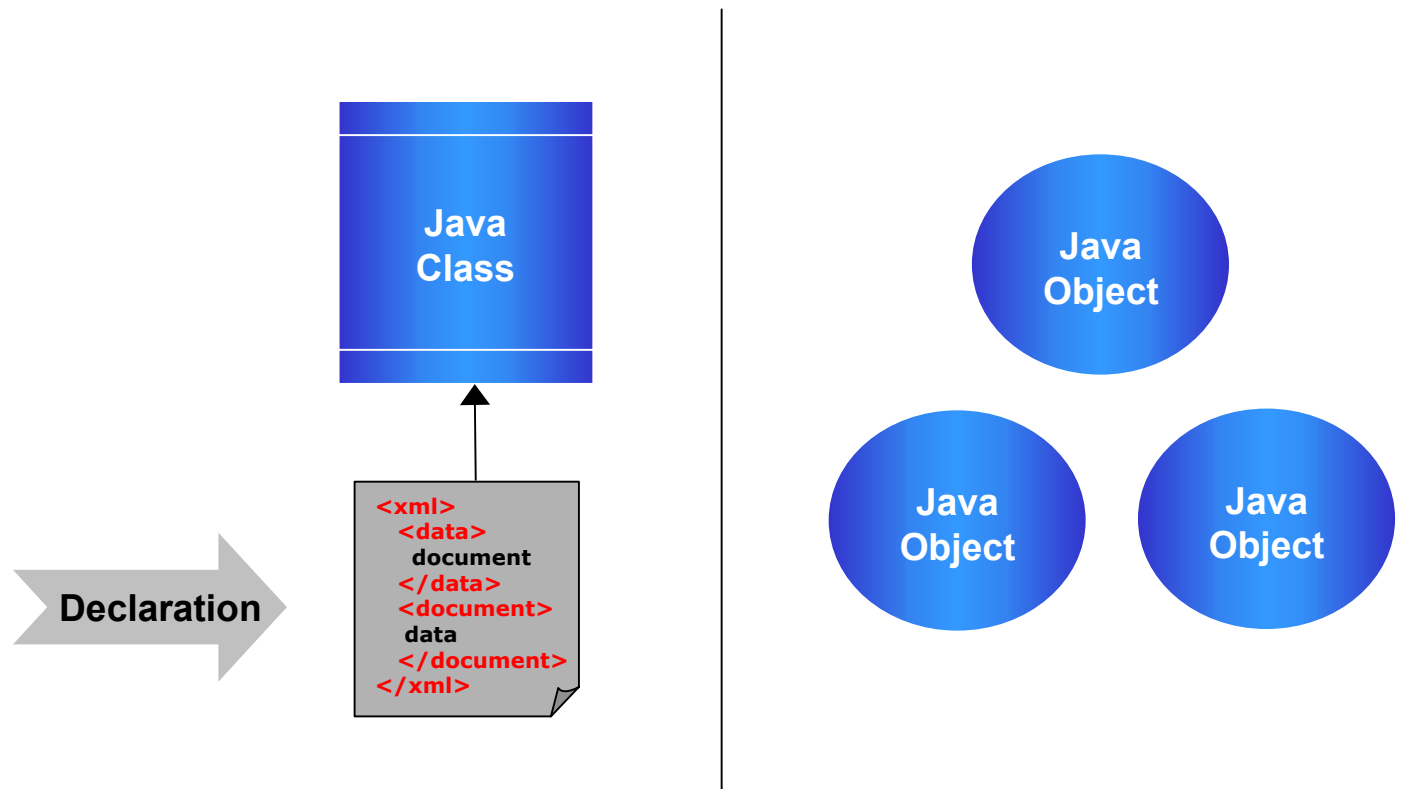 Java
Class
<xml>
<data>
document
</data>
<document>
data
</document>
</xml>
Declaration
Java
Object
Java
Object
Java
Object